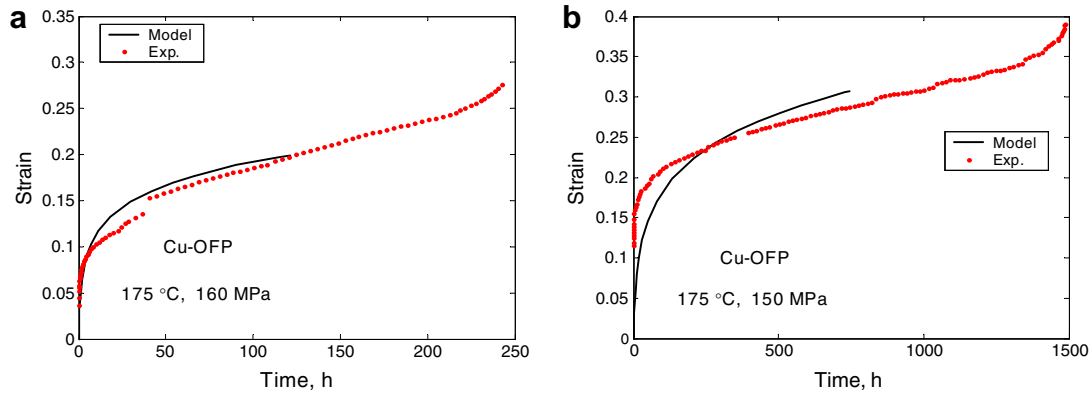 a
0.35
0.3
0.25
0.2
0.15
0.1
0.05
0
Strain
Model
Exp.
Cu-OFP
175 °C, 160 MPa
0 50 100 150 200 250
Time, h
b
0.4
0.35
0.3
0.25
0.2
0.15
0.1
0.05
0
Strain
Model
Exp.
Cu-OFP
175 °C, 150 MPa
0 500 1000 1500
Time, h